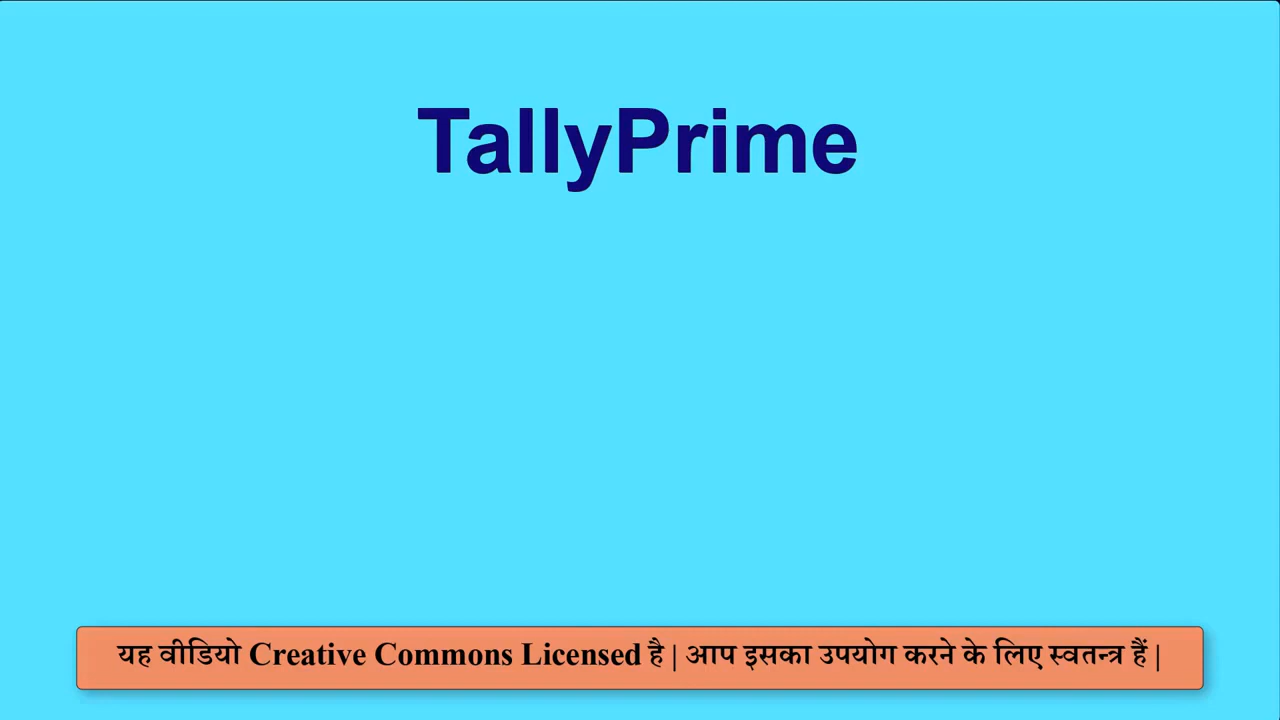 TallyPrime
यह वीडियो Creative Commons Licensed है | आप इसका उपयोग करने के लिए स्वतन्त्र हैं |